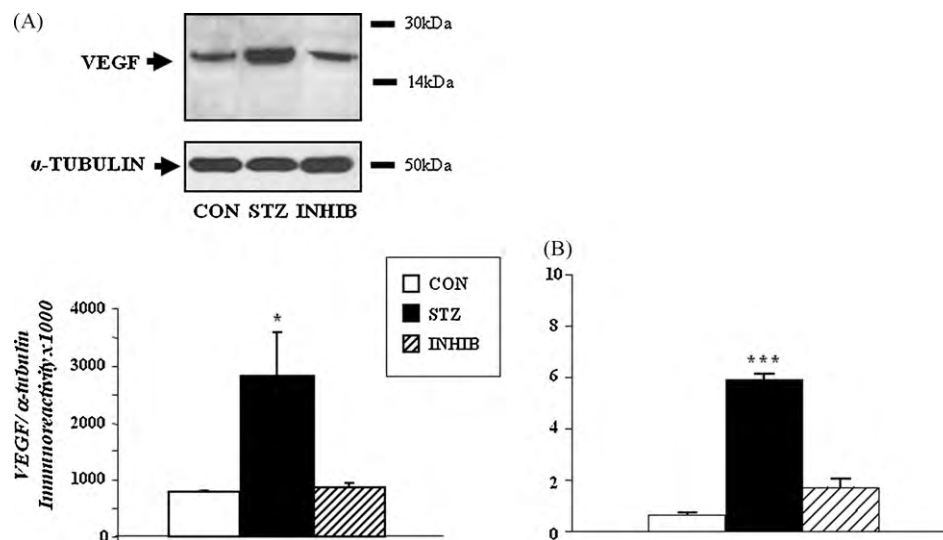 (A)
30kDa
VEGF
14kDa
α-TUBULIN
50kDa
CON STZ INHIB
CON
STZ
INHIB
VEGF/ α-tubulin
Immunoreactivity x1000
4000
3000
2000
1000
0
*
(B)
10
8
6
4
2
0
***